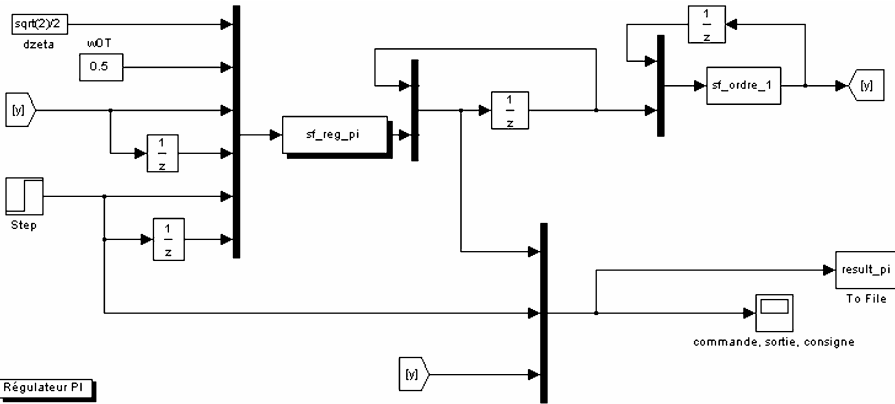 sqrt(2)/2
dzeta
w0T
0.5
[y]
1
z
Step
1
z
sf_reg_pi
1
z
1
z
sf_ordre_1
[y]
[y]
result_pi
To File
commande, sortie, consigne
Régulateur PI